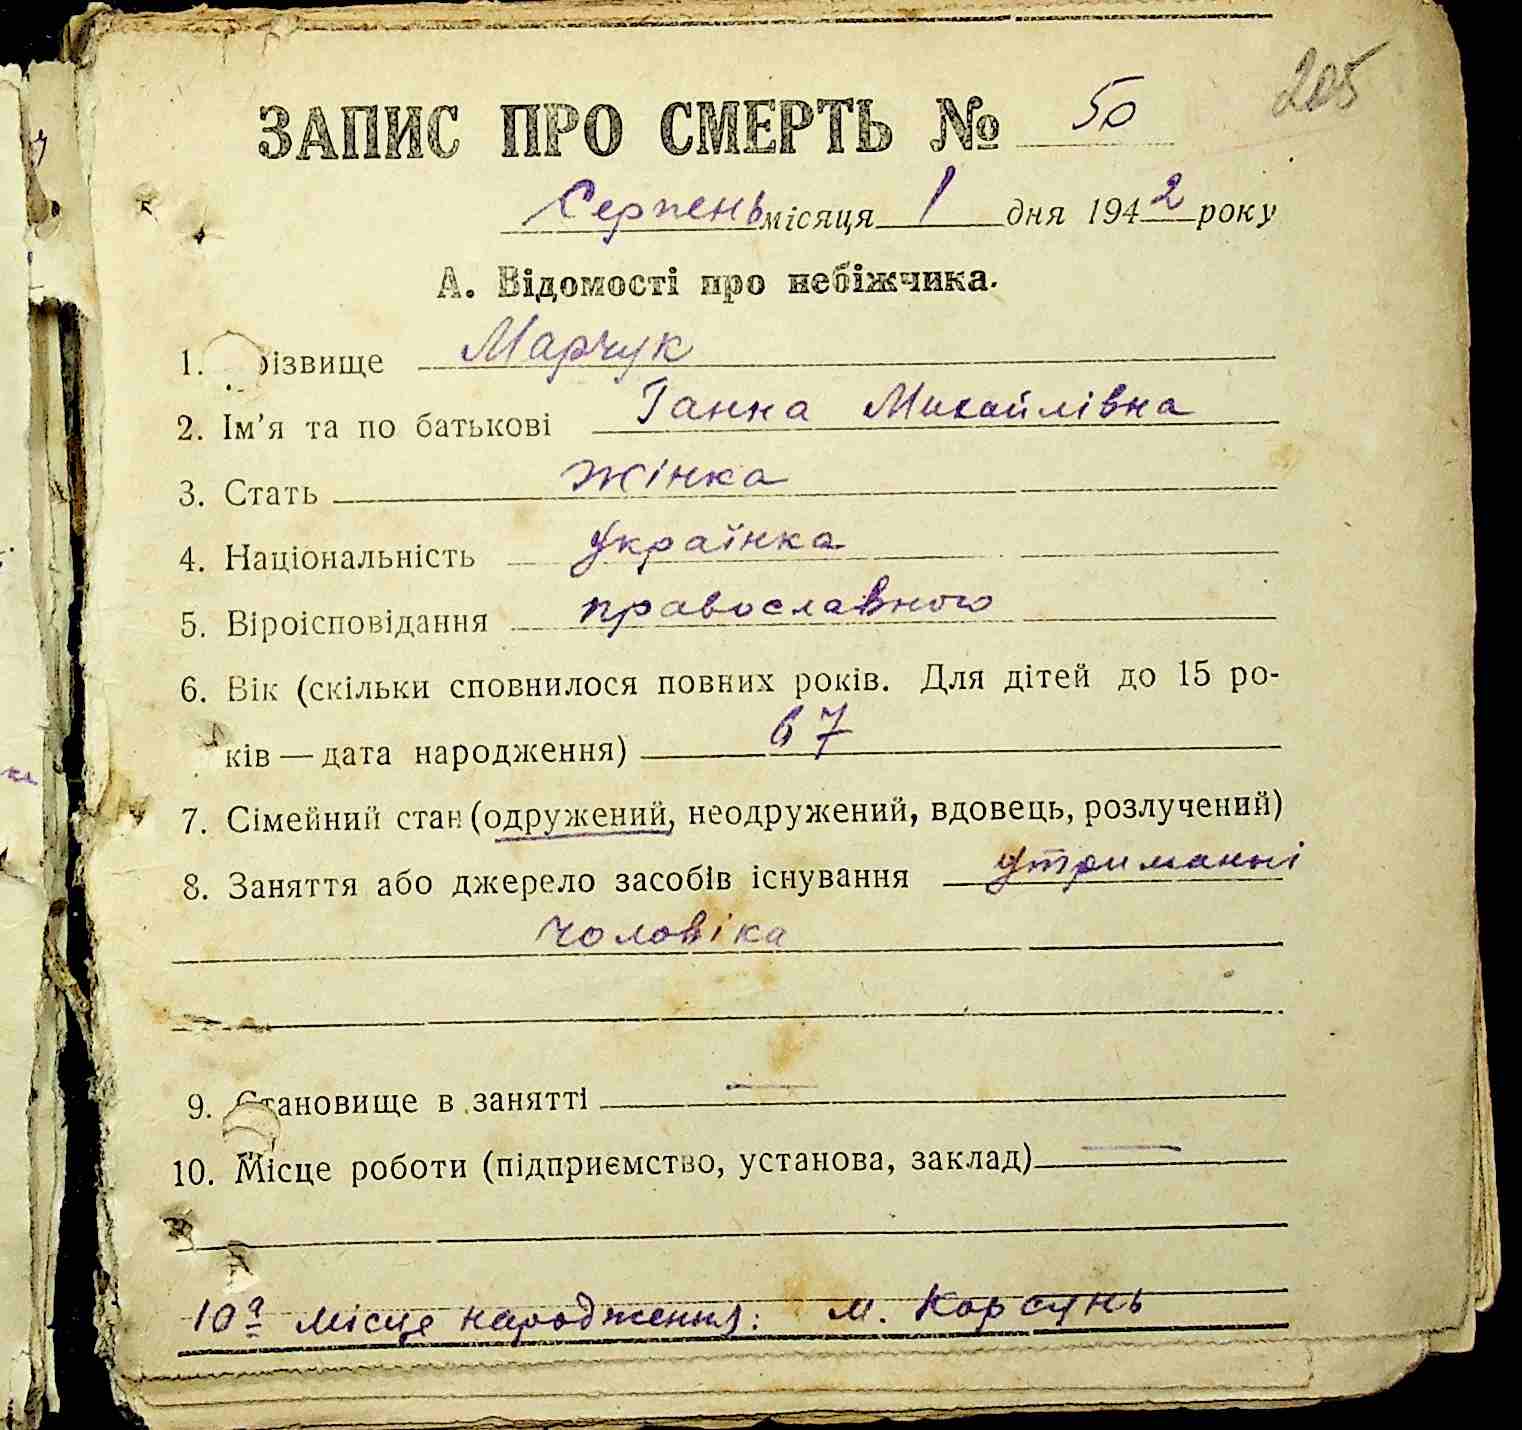 205
ЗАПИС ПРО СМЕРТЬ № 50
Серпень місяця 1 дня 1942 року
А. Відомості про небіжчика.
1. різвище Марчук
2. Ім'я та по батькові Ганна Михайлівна
3. Стать жінка
4. Національність українка
5. Віроісповідання православного
6. Вік (скільки сповнилося повних років. Для дітей до 15 ро-
ків — дата народження) 67
7. Сімейний стан (одружений, неодружений, вдовець, розлучений)
8. Заняття або джерело засобів існування утриманні
чоловіка
9. Становище в занятті —
10. Місце роботи (підприємство, установа, заклад) —
10а місце народження: м. Корсунь